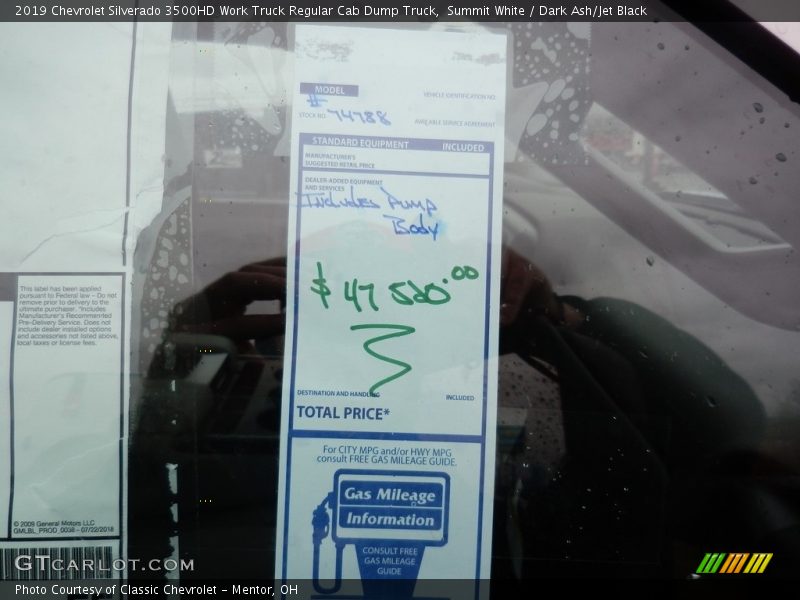 2019 Chevrolet Silverado 3500HD Work Truck Regular Cab Dump Truck, Summit White / Dark Ash/Jet Black
MODEL
VEHICLE IDENTIFICATION NO.
#
STOCK NO. 74788
AVAILABLE SERVICE AGREEMENT
STANDARD EQUIPMENT INCLUDED
MANUFACTURER'S
SUGGESTED RETAIL PRICE
DEALER-ADDED EQUIPMENT
AND SERVICES
Includes Dump
Body
$ 47 520.00
DESTINATION AND HANDLING INCLUDED
TOTAL PRICE*
For CITY MPG and/or HWY MPG
consult FREE GAS MILEAGE GUIDE.
Gas Mileage
Information
CONSULT FREE
GAS MILEAGE
GUIDE
This label has been applied
pursuant to Federal law – Do not
remove prior to delivery to the
ultimate purchaser. *Includes
Manufacturer's Recommended
Pre-Delivery Service. Does not
include dealer installed options
and accessories not listed above,
local taxes or license fees.
© 2009 General Motors LLC
GMLBL_PROD_0038 - 07/22/2018
GTCARLOT.COM
Photo Courtesy of Classic Chevrolet – Mentor, OH